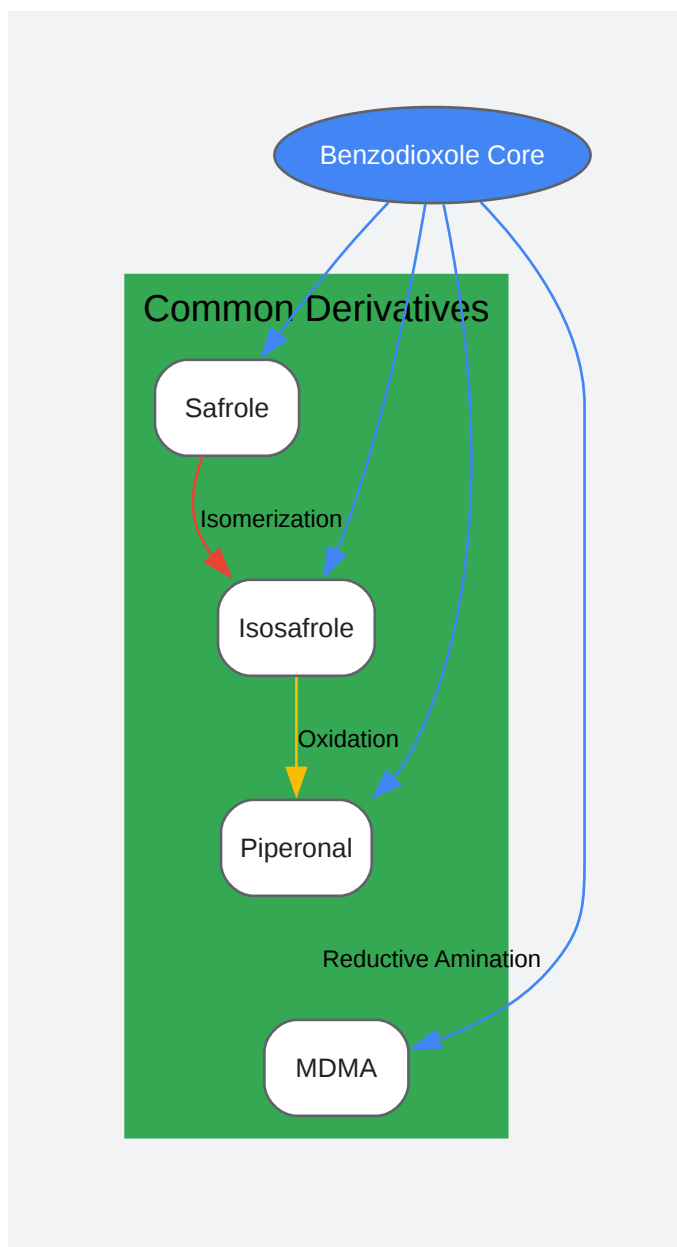 Benzodioxole Core
Common Derivatives
Safrole
Isomerization
Isosafrole
Oxidation
Piperonal
Reductive Amination
MDMA